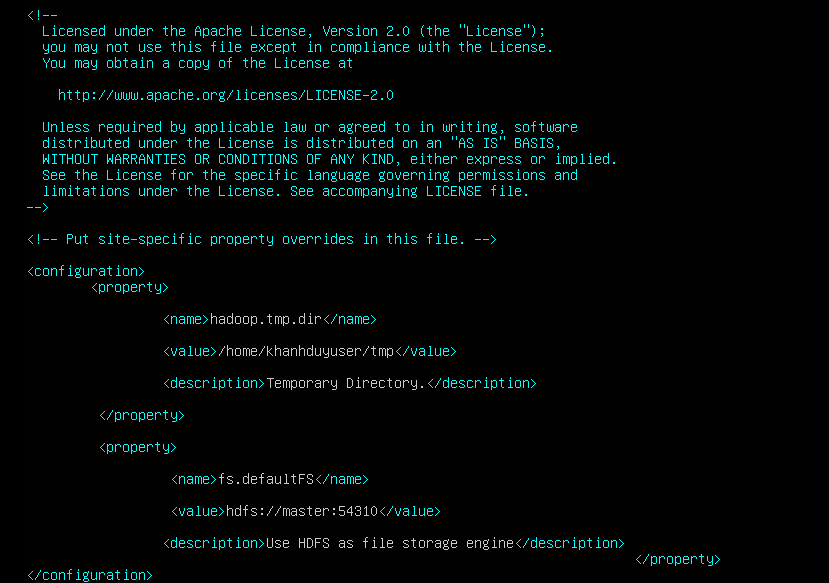 <!--
Licensed under the Apache License, Version 2.0 (the "License");
you may not use this file except in compliance with the License.
You may obtain a copy of the License at
http://www.apache.org/licenses/LICENSE-2.0
Unless required by applicable law or agreed to in writing, software
distributed under the License is distributed on an "AS IS" BASIS,
WITHOUT WARRANTIES OR CONDITIONS OF ANY KIND, either express or implied.
See the License for the specific language governing permissions and
limitations under the License. See accompanying LICENSE file.
-->
<!-- Put site-specific property overrides in this file. -->
<configuration>
<property>
<name>hadoop.tmp.dir</name>
<value>/home/khanhduyuser/tmp</value>
<description>Temporary Directory.</description>
</property>
<property>
<name>fs.defaultFS</name>
<value>hdfs://master:54310</value>
<description>Use HDFS as file storage engine</description>
</property>
</configuration>